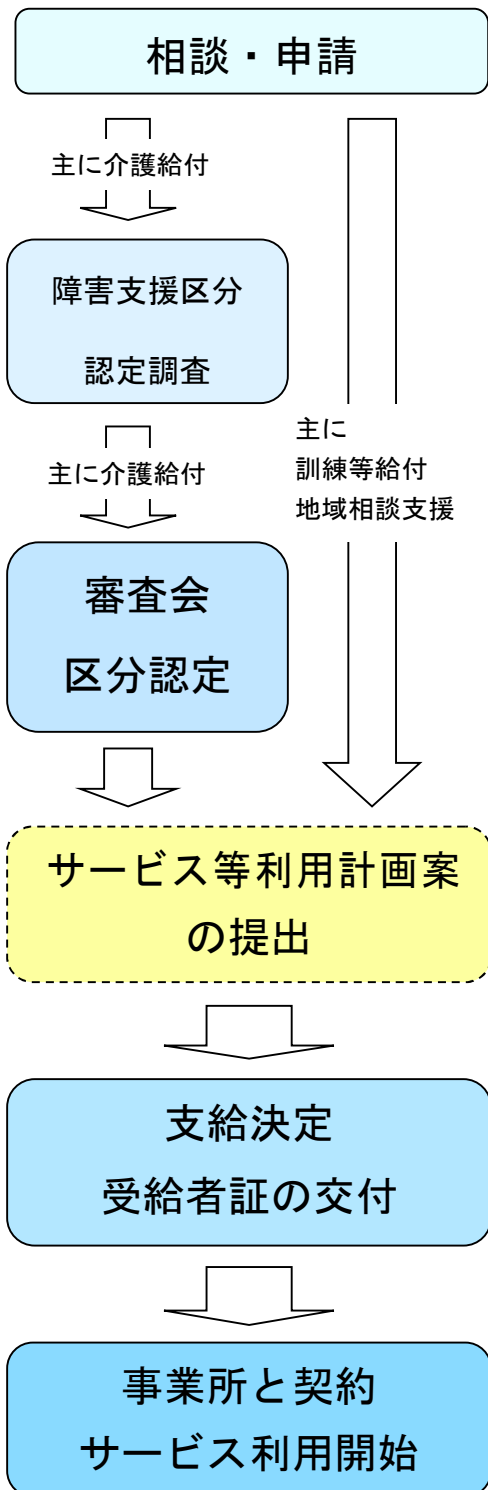 相談・申請
主に介護給付
障害支援区分
認定調査
主に介護給付
主に
訓練等給付
地域相談支援
審査会
区分認定
サービス等利用計画案
の提出
支給決定
受給者証の交付
事業所と契約
サービス利用開始